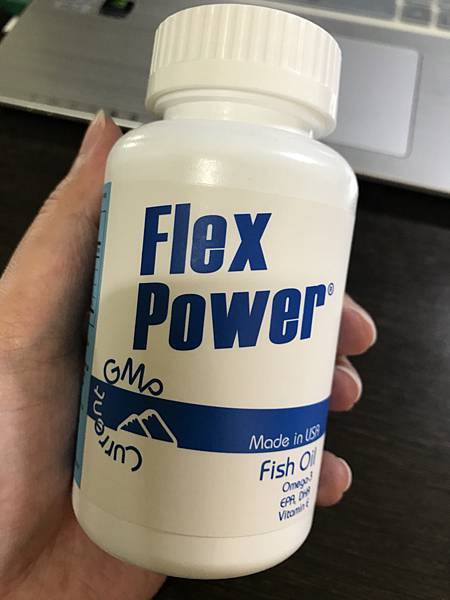 Flex
Power®
GMP
Current
Made in USA
Fish Oil
Omega-3
EPA, DHA
Vitamin E